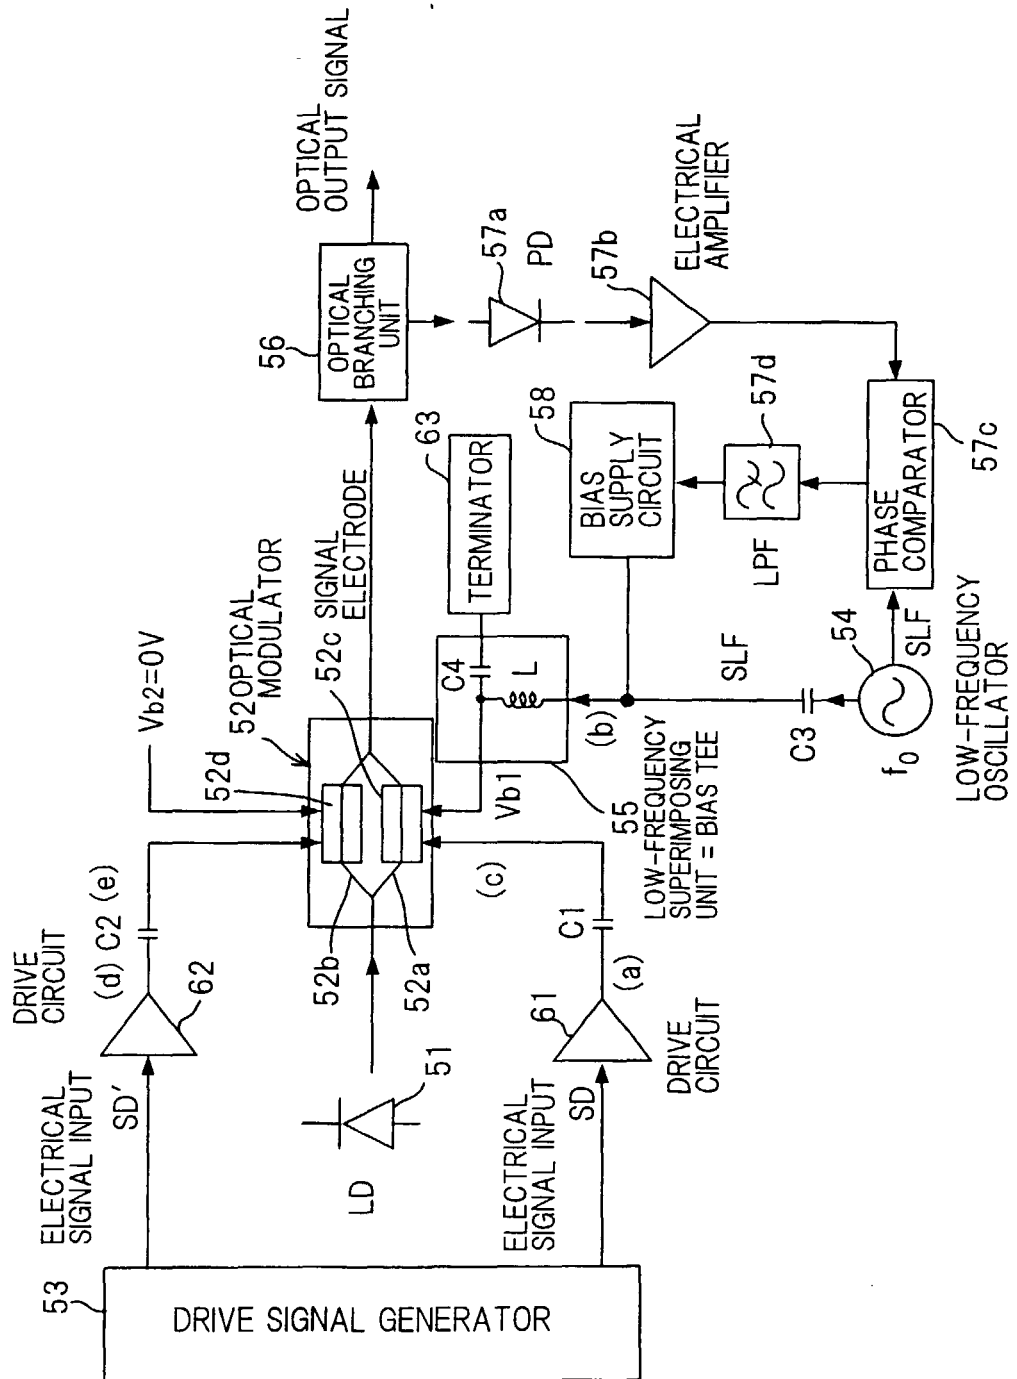 53
DRIVE SIGNAL GENERATOR
ELECTRICAL
SIGNAL INPUT
SD′
DRIVE
CIRCUIT
62
(d)
C2
(e)
Vb2=0V
ELECTRICAL
SIGNAL INPUT
SD
61
DRIVE
CIRCUIT
(a)
C1
(c)
LD
51
52b
52a
52d
52OPTICAL
MODULATOR
52c SIGNAL
ELECTRODE
Vb1
C4
L
55
LOW-FREQUENCY
SUPERIMPOSING
UNIT = BIAS TEE
(b)
63
TERMINATOR
56
OPTICAL
BRANCHING
UNIT
OPTICAL
OUTPUT SIGNAL
57a
PD
57b
ELECTRICAL
AMPLIFIER
58
BIAS
SUPPLY
CIRCUIT
57d
LPF
PHASE
COMPARATOR
57c
SLF
C3
54
SLF
f0
LOW-FREQUENCY
OSCILLATOR